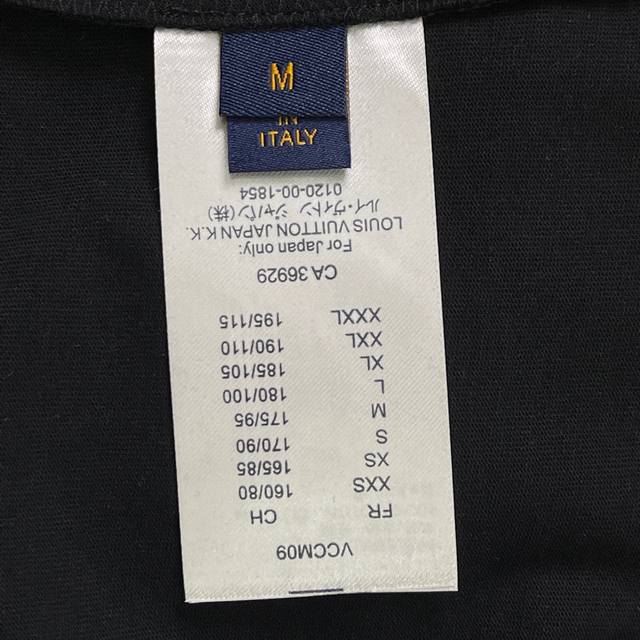 M
IN
ITALY
VCCM09
FR CH
XXS 160/80
XS 165/85
S 170/90
M 175/95
L 180/100
XL 185/105
XXL 190/110
XXXL 195/115
CA 36929
For Japan only:
LOUIS VUITTON JAPAN K.K.
ルイ・ヴィトン ジャパン(株)
0120-00-1854